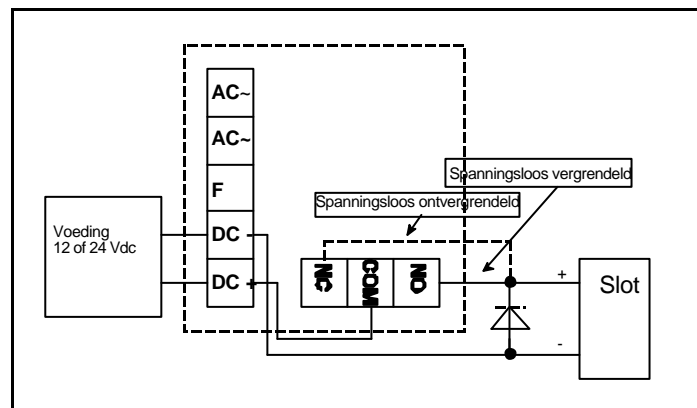 AC~
AC~
F
DC -
DC +
Voeding
12 of 24 Vdc
Spanningsloos vergrendeld
Spanningsloos ontvergrendeld
NC
COM
NO
+
Slot
-